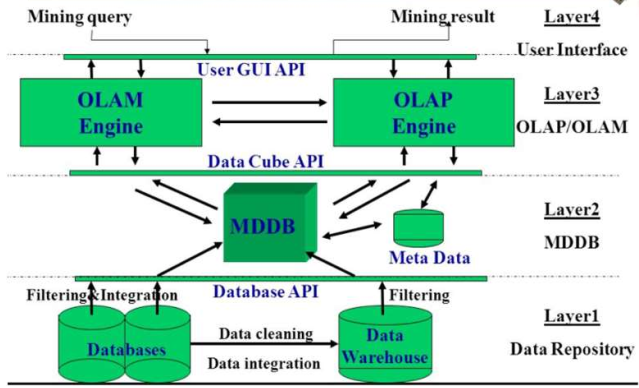 Mining query
Mining result
Layer4
User Interface
User GUI API
OLAM
Engine
OLAP
Engine
Layer3
OLAP/OLAM
Data Cube API
MDDB
Meta Data
Layer2
MDDB
Filtering&Integration
Database API
Filtering
Layer1
Data Repository
Databases
Data cleaning
Data integration
Data
Warehouse